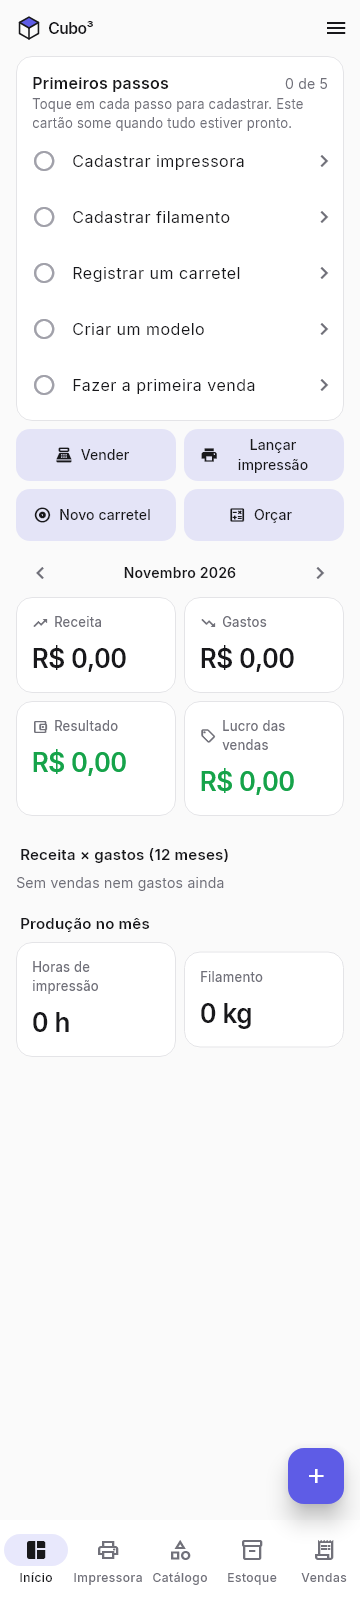 Cubo³
Primeiros passos 0 de 5
Toque em cada passo para cadastrar. Este
cartão some quando tudo estiver pronto.
Cadastrar impressora
Cadastrar filamento
Registrar um carretel
Criar um modelo
Fazer a primeira venda
Vender
Lançar
impressão
Novo carretel
Orçar
Novembro 2026
Receita
R$ 0,00
Gastos
R$ 0,00
Resultado
R$ 0,00
Lucro das
vendas
R$ 0,00
Receita × gastos (12 meses)
Sem vendas nem gastos ainda
Produção no mês
Horas de
impressão
0 h
Filamento
0 kg
Início Impressora Catálogo Estoque Vendas